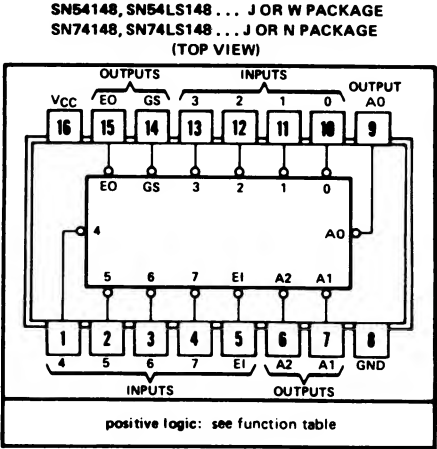 SN54148, SN54LS148 . . . J OR W PACKAGE
SN74148, SN74LS148 . . . J OR N PACKAGE
(TOP VIEW)
OUTPUTS INPUTS OUTPUT
VCC EO GS 3 2 1 0 A0
16 15 14 13 12 11 10 9
EO GS 3 2 1 0
4 A0
5 6 7 EI A2 A1
1 2 3 4 5 6 7 8
4 5 6 7 EI A2 A1 GND
INPUTS OUTPUTS
positive logic: see function table